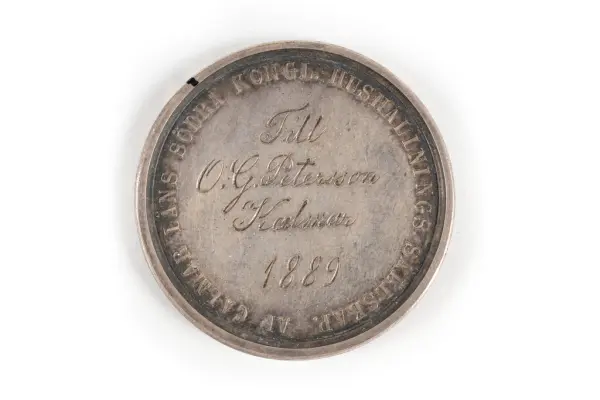 AF CALMAR LÄNS SÖDRA KONGL. HUSHÅLLNINGS SÄLLSKAP.
Till
O. G. Petersson
Kalmar
1889